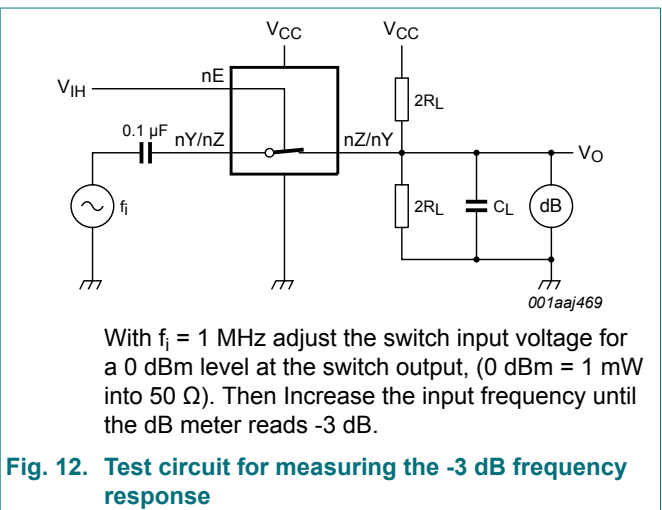 VCC VCC
nE
VIH
2RL
0.1 µF nY/nZ nZ/nY
VO
fi
2RL CL dB
001aaj469
With fi = 1 MHz adjust the switch input voltage for
a 0 dBm level at the switch output, (0 dBm = 1 mW
into 50 Ω). Then Increase the input frequency until
the dB meter reads -3 dB.
Fig. 12. Test circuit for measuring the -3 dB frequency
response